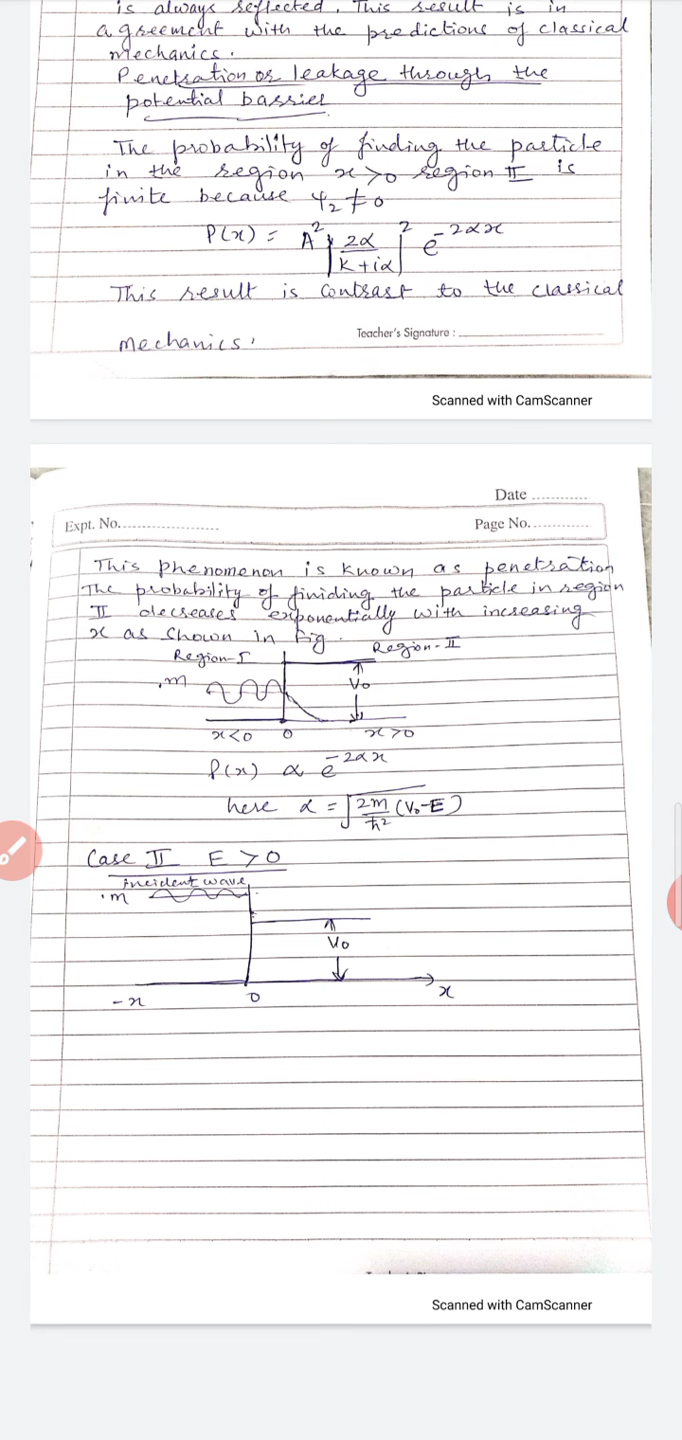 is always reflected. This result is in
agreement with the predictions of classical
mechanics.
Penetration or leakage through the
potential barrier
The probability of finding the particle
in the region x>0 region II is
finite because ψ₂ ≠ 0
P(x) = A² |2α / K+iα|² e^-2αx
This result is contrast to the classical
mechanics.
Teacher's Signature :
Scanned with CamScanner
Date ............
Expt. No.
Page No.
This phenomenon is known as penetration
The probability of finiding the particle in region
II decreases exponentially with increasing
x as shown in fig.
Region-I Region-II
.m V₀
x<0 0 x>0
P(x) α e^-2αx
here α = √(2m/ħ² (V₀-E))
Case II E > 0
incident wave
.m
V₀
-x 0 x
Scanned with CamScanner